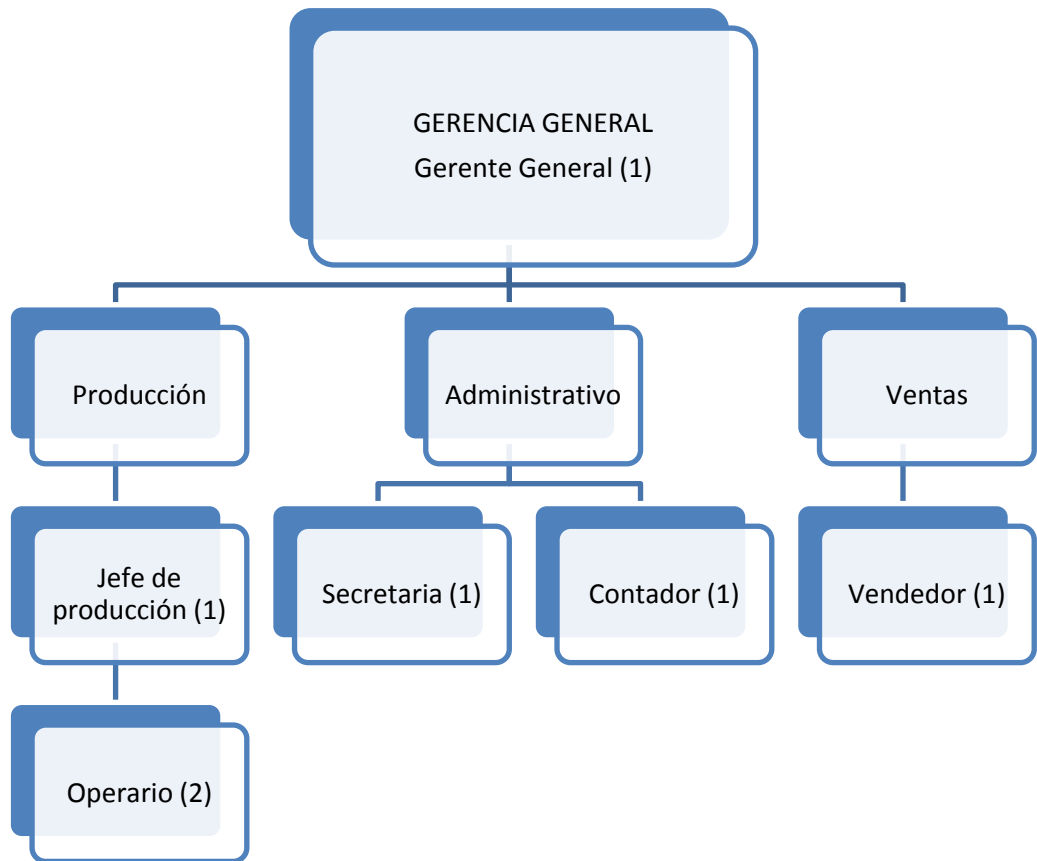 GERENCIA GENERAL
Gerente General (1)
Producción
Administrativo
Ventas
Jefe de
producción (1)
Secretaria (1)
Contador (1)
Vendedor (1)
Operario (2)